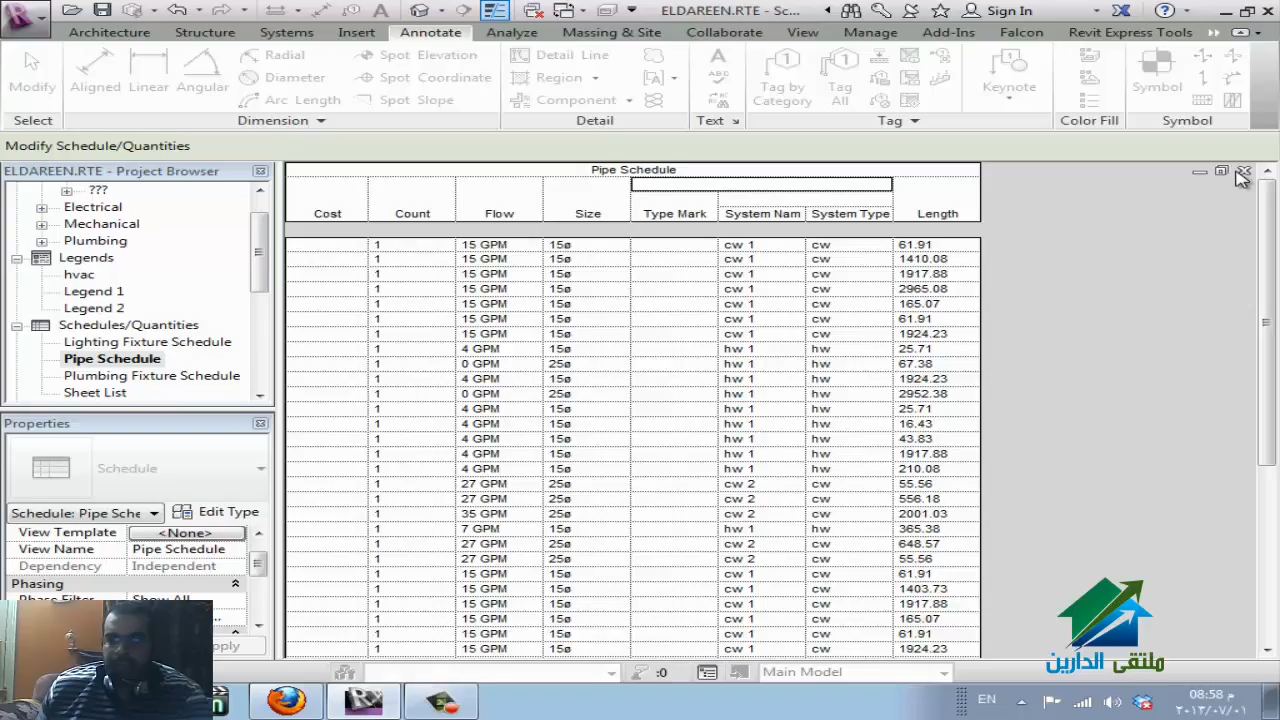 ELDAREEN.RTE - Sc...
Sign In
Architecture Structure Systems Insert Annotate Analyze Massing & Site Collaborate View Manage Add-Ins Falcon Revit Express Tools
Modify
Aligned Linear Angular
Radial
Diameter
Arc Length
Spot Elevation
Spot Coordinate
Spot Slope
Detail Line
Region
Component
Tag by Category
Tag All
Keynote
Symbol
Select Dimension Detail Text Tag Color Fill Symbol
Modify Schedule/Quantities
ELDAREEN.RTE - Project Browser
???
Electrical
Mechanical
Plumbing
Legends
hvac
Legend 1
Legend 2
Schedules/Quantities
Lighting Fixture Schedule
Pipe Schedule
Plumbing Fixture Schedule
Sheet List
Properties
Schedule
Schedule: Pipe Sche Edit Type
View Template <None>
View Name Pipe Schedule
Dependency Independent
Phasing
Phase Filter Show All
Pipe Schedule
Cost Count Flow Size Type Mark System Nam System Type Length
1 15 GPM 15ø cw 1 cw 61.91
1 15 GPM 15ø cw 1 cw 1410.08
1 15 GPM 15ø cw 1 cw 1917.88
1 15 GPM 15ø cw 1 cw 2965.08
1 15 GPM 15ø cw 1 cw 165.07
1 15 GPM 15ø cw 1 cw 61.91
1 15 GPM 15ø cw 1 cw 1924.23
1 4 GPM 15ø hw 1 hw 25.71
1 0 GPM 25ø hw 1 hw 67.38
1 4 GPM 15ø hw 1 hw 1924.23
1 0 GPM 25ø hw 1 hw 2952.38
1 4 GPM 15ø hw 1 hw 25.71
1 4 GPM 15ø hw 1 hw 16.43
1 4 GPM 15ø hw 1 hw 43.83
1 4 GPM 15ø hw 1 hw 1917.88
1 4 GPM 15ø hw 1 hw 210.08
1 27 GPM 25ø cw 2 cw 55.56
1 27 GPM 25ø cw 2 cw 556.18
1 35 GPM 25ø cw 2 cw 2001.03
1 7 GPM 15ø hw 1 hw 365.38
1 27 GPM 25ø cw 2 cw 648.57
1 27 GPM 25ø cw 2 cw 55.56
1 15 GPM 15ø cw 1 cw 61.91
1 15 GPM 15ø cw 1 cw 1403.73
1 15 GPM 15ø cw 1 cw 1917.88
1 15 GPM 15ø cw 1 cw 165.07
1 15 GPM 15ø cw 1 cw 61.91
1 15 GPM 15ø cw 1 cw 1924.23
ملتقى الدارين
:0 Main Model
EN
08:58 م
٢٠١٣/٠٧/٠١